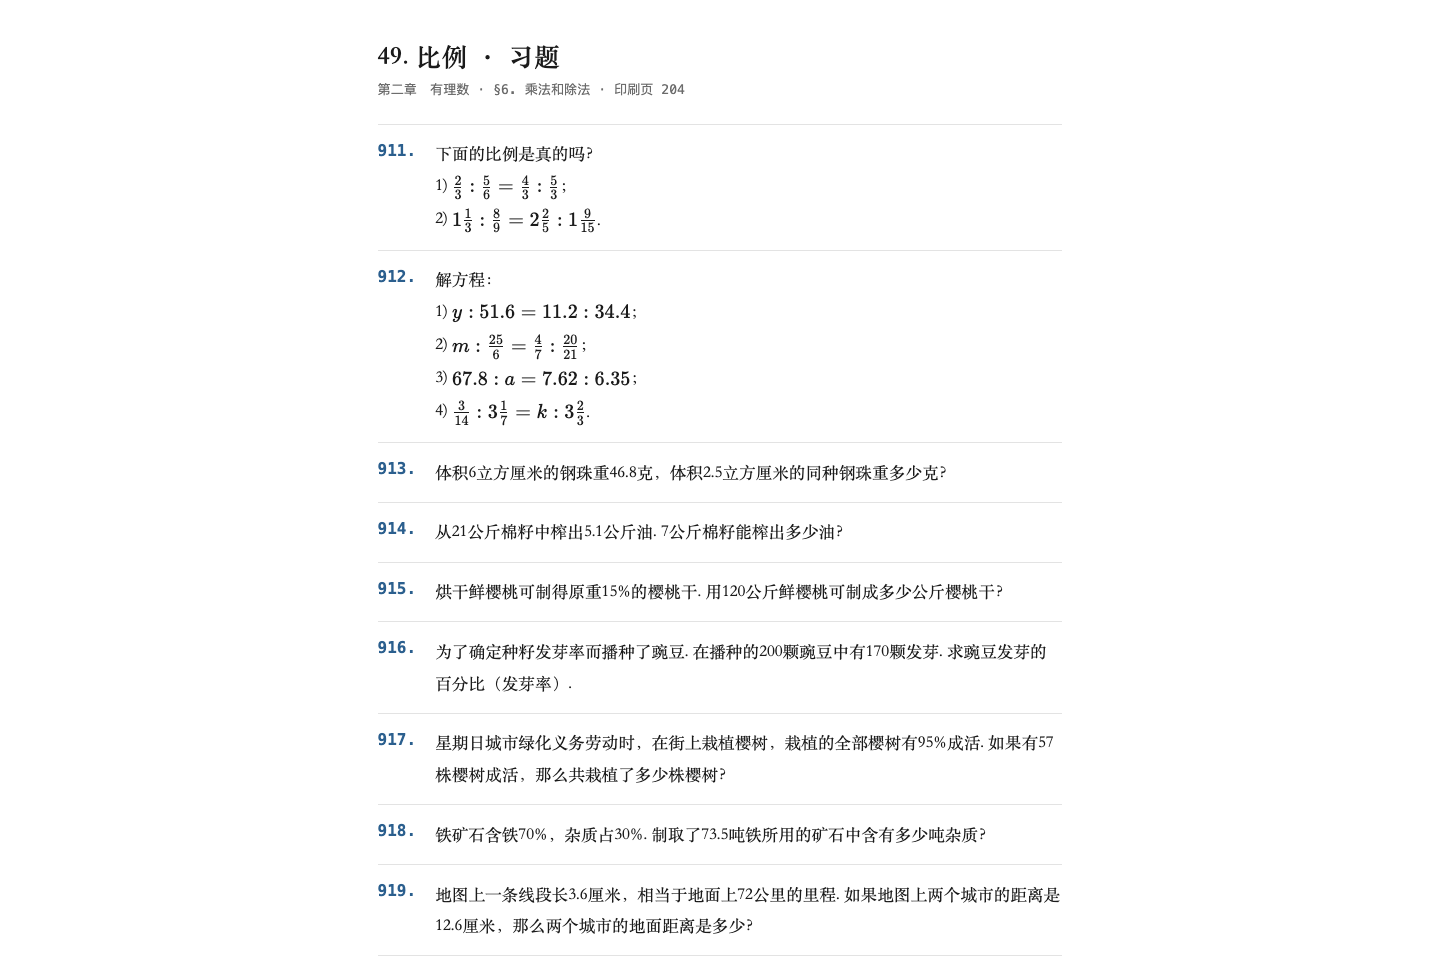 49. 比例 · 习题
第二章 有理数 · §6. 乘法和除法 · 印刷页 204
911. 下面的比例是真的吗?
1) 2/3 : 5/6 = 4/3 : 5/3;
2) 1 1/3 : 8/9 = 2 2/5 : 1 9/15.
912. 解方程:
1) y : 51.6 = 11.2 : 34.4;
2) m : 25/6 = 4/7 : 20/21;
3) 67.8 : a = 7.62 : 6.35;
4) 3/14 : 3 1/7 = k : 3 2/3.
913. 体积6立方厘米的钢珠重46.8克, 体积2.5立方厘米的同种钢珠重多少克?
914. 从21公斤棉籽中榨出5.1公斤油. 7公斤棉籽能榨出多少油?
915. 烘干鲜樱桃可制得原重15%的樱桃干. 用120公斤鲜樱桃可制成多少公斤樱桃干?
916. 为了确定种籽发芽率而播种了豌豆. 在播种的200颗豌豆中有170颗发芽. 求豌豆发芽的
百分比（发芽率）.
917. 星期日城市绿化义务劳动时, 在街上栽植樱树, 栽植的全部樱树有95%成活. 如果有57
株樱树成活, 那么共栽植了多少株樱树?
918. 铁矿石含铁70%, 杂质占30%. 制取了73.5吨铁所用的矿石中含有多少吨杂质?
919. 地图上一条线段长3.6厘米, 相当于地面上72公里的里程. 如果地图上两个城市的距离是
12.6厘米, 那么两个城市的地面距离是多少?